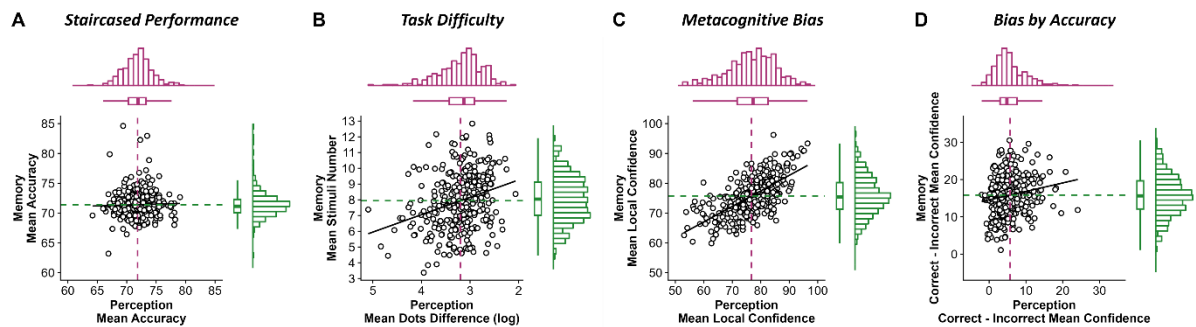 A Staircased Performance
Memory
Mean Accuracy
85
80
75
70
65
60
60 65 70 75 80 85
Perception
Mean Accuracy
B Task Difficulty
Memory
Mean Stimuli Number
13
12
11
10
9
8
7
6
5
4
3
5 4 3 2
Perception
Mean Dots Difference (log)
C Metacognitive Bias
Memory
Mean Local Confidence
100
90
80
70
60
50
50 60 70 80 90 100
Perception
Mean Local Confidence
D Bias by Accuracy
Memory
Correct - Incorrect Mean Confidence
40
30
20
10
0
0 10 20 30
Perception
Correct - Incorrect Mean Confidence